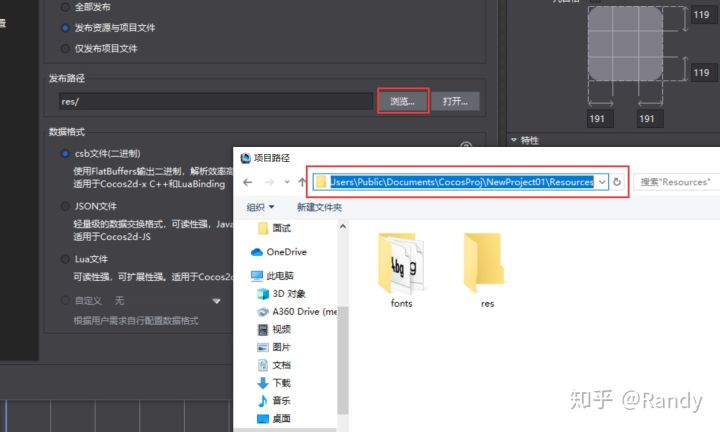 全部发布
发布资源与项目文件
仅发布项目文件
发布路径
res/
浏览...
打开...
数据格式
csb文件(二进制)
使用FlatBuffers输出二进制，解析效率高
适用于Cocos2d-x C++和LuaBinding
JSON文件
轻量级的数据交换格式，可读性强，Java
适用于Cocos2d-JS
Lua文件
可读性强，可扩展性强。适用于Cocos2d
自定义 无
根据用户需求自行配置数据格式
置
119
119
191
191
特性
项目路径
Users\Public\Documents\CocosProj\NewProject01\Resources
搜索"Resources"
组织
新建文件夹
面试
OneDrive
此电脑
3D 对象
A360 Drive (me
视频
图片
文档
下载
音乐
桌面
fonts
res
知乎 @Randy